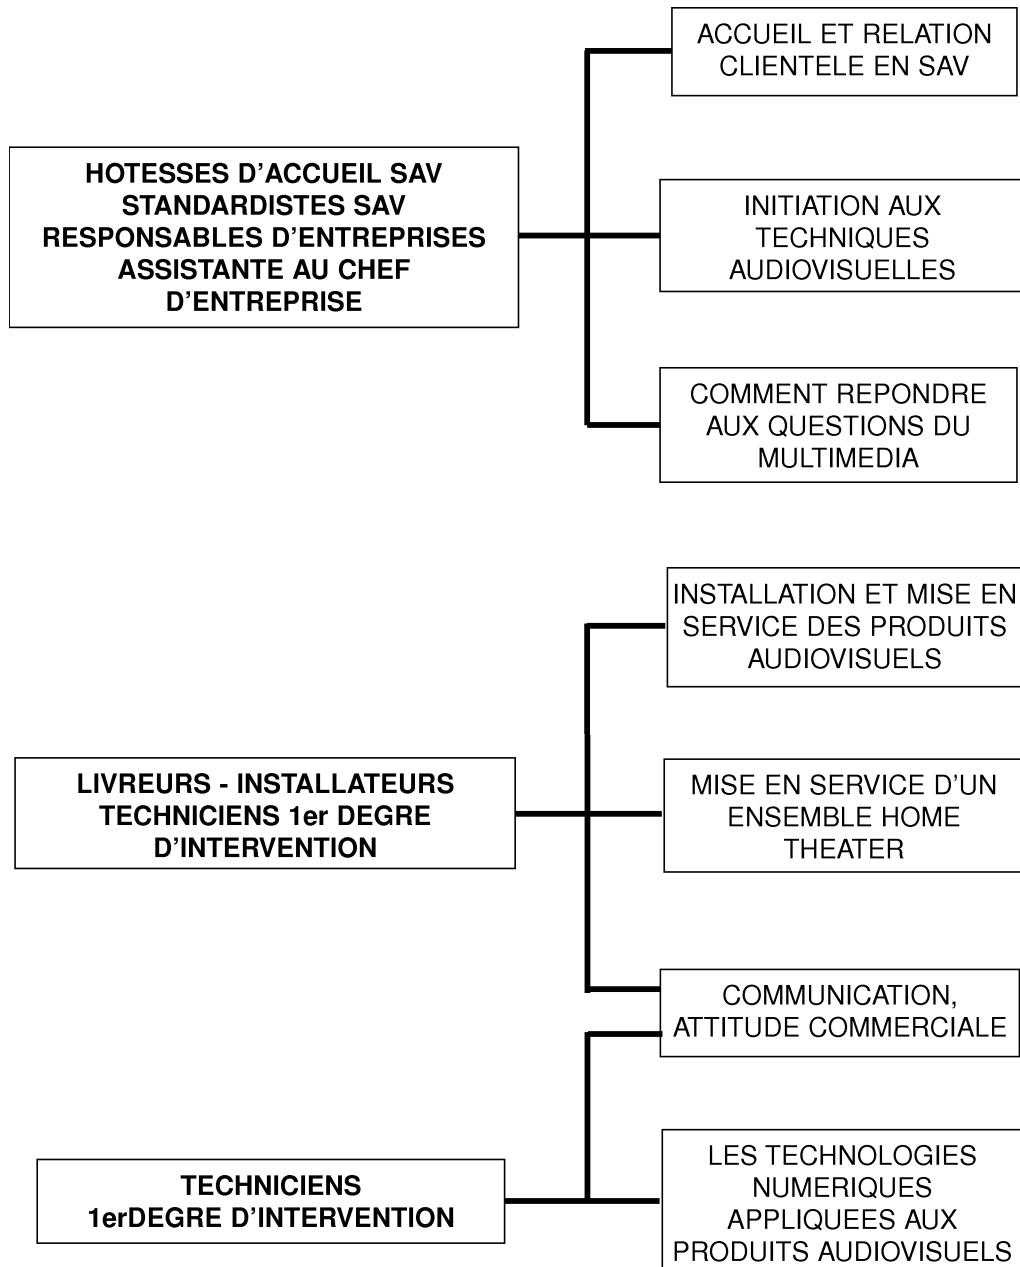 ACCUEIL ET RELATION
CLIENTELE EN SAV
HOTESSES D'ACCUEIL SAV
STANDARDISTES SAV
RESPONSABLES D'ENTREPRISES
ASSISTANTE AU CHEF
D'ENTREPRISE
INITIATION AUX
TECHNIQUES
AUDIOVISUELLES
COMMENT REPONDRE
AUX QUESTIONS DU
MULTIMEDIA
INSTALLATION ET MISE EN
SERVICE DES PRODUITS
AUDIOVISUELS
LIVREURS - INSTALLATEURS
TECHNICIENS 1er DEGRE
D'INTERVENTION
MISE EN SERVICE D'UN
ENSEMBLE HOME
THEATER
COMMUNICATION,
ATTITUDE COMMERCIALE
TECHNICIENS
1erDEGRE D'INTERVENTION
LES TECHNOLOGIES
NUMERIQUES
APPLIQUEES AUX
PRODUITS AUDIOVISUELS